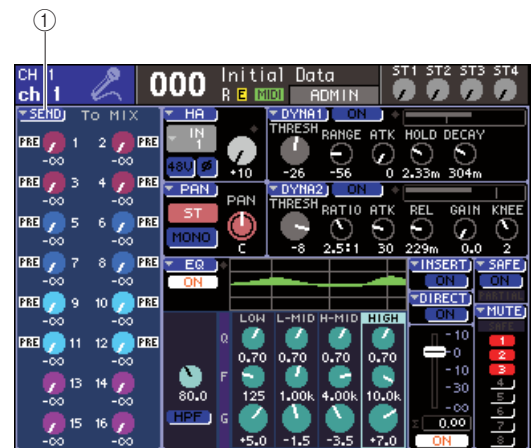 ①
CH 1
ch 1
000
Initial Data
R E MIDI ADMIN
ST1 ST2 ST3 ST4
SEND TO MIX
PRE 1 2 PRE
-∞ -∞
PRE 3 4 PRE
-∞ -∞
PRE 5 6 PRE
-∞ -∞
PRE 7 8 PRE
-∞ -∞
PRE 9 10 PRE
-∞ -∞
PRE 11 12 PRE
-∞ -∞
13 14
-∞ -∞
15 16
-∞ -∞
HA
IN
1
48V Ø
+10
PAN
ST
MONO
PAN
C
DYNA1 ON
THRESH RANGE ATK HOLD DECAY
-26 -56 0 2.33m 304m
DYNA2 ON
THRESH RATIO ATK REL GAIN KNEE
-8 2.5:1 30 229m 0.0 2
EQ
ON
LOW L-MID H-MID HIGH
Q
0.70 0.70 0.70 0.70
F
80.0 125 1.00k 4.00k 10.0k
HPF
G
+5.0 -1.5 -3.5 +7.0
INSERT
ON
DIRECT
ON
-10
-0
-10
-30
-∞
Σ 0.00
ON
SAFE
ON
PARTIAL
MUTE
SAFE
1
2
3
4
5
6
7
8